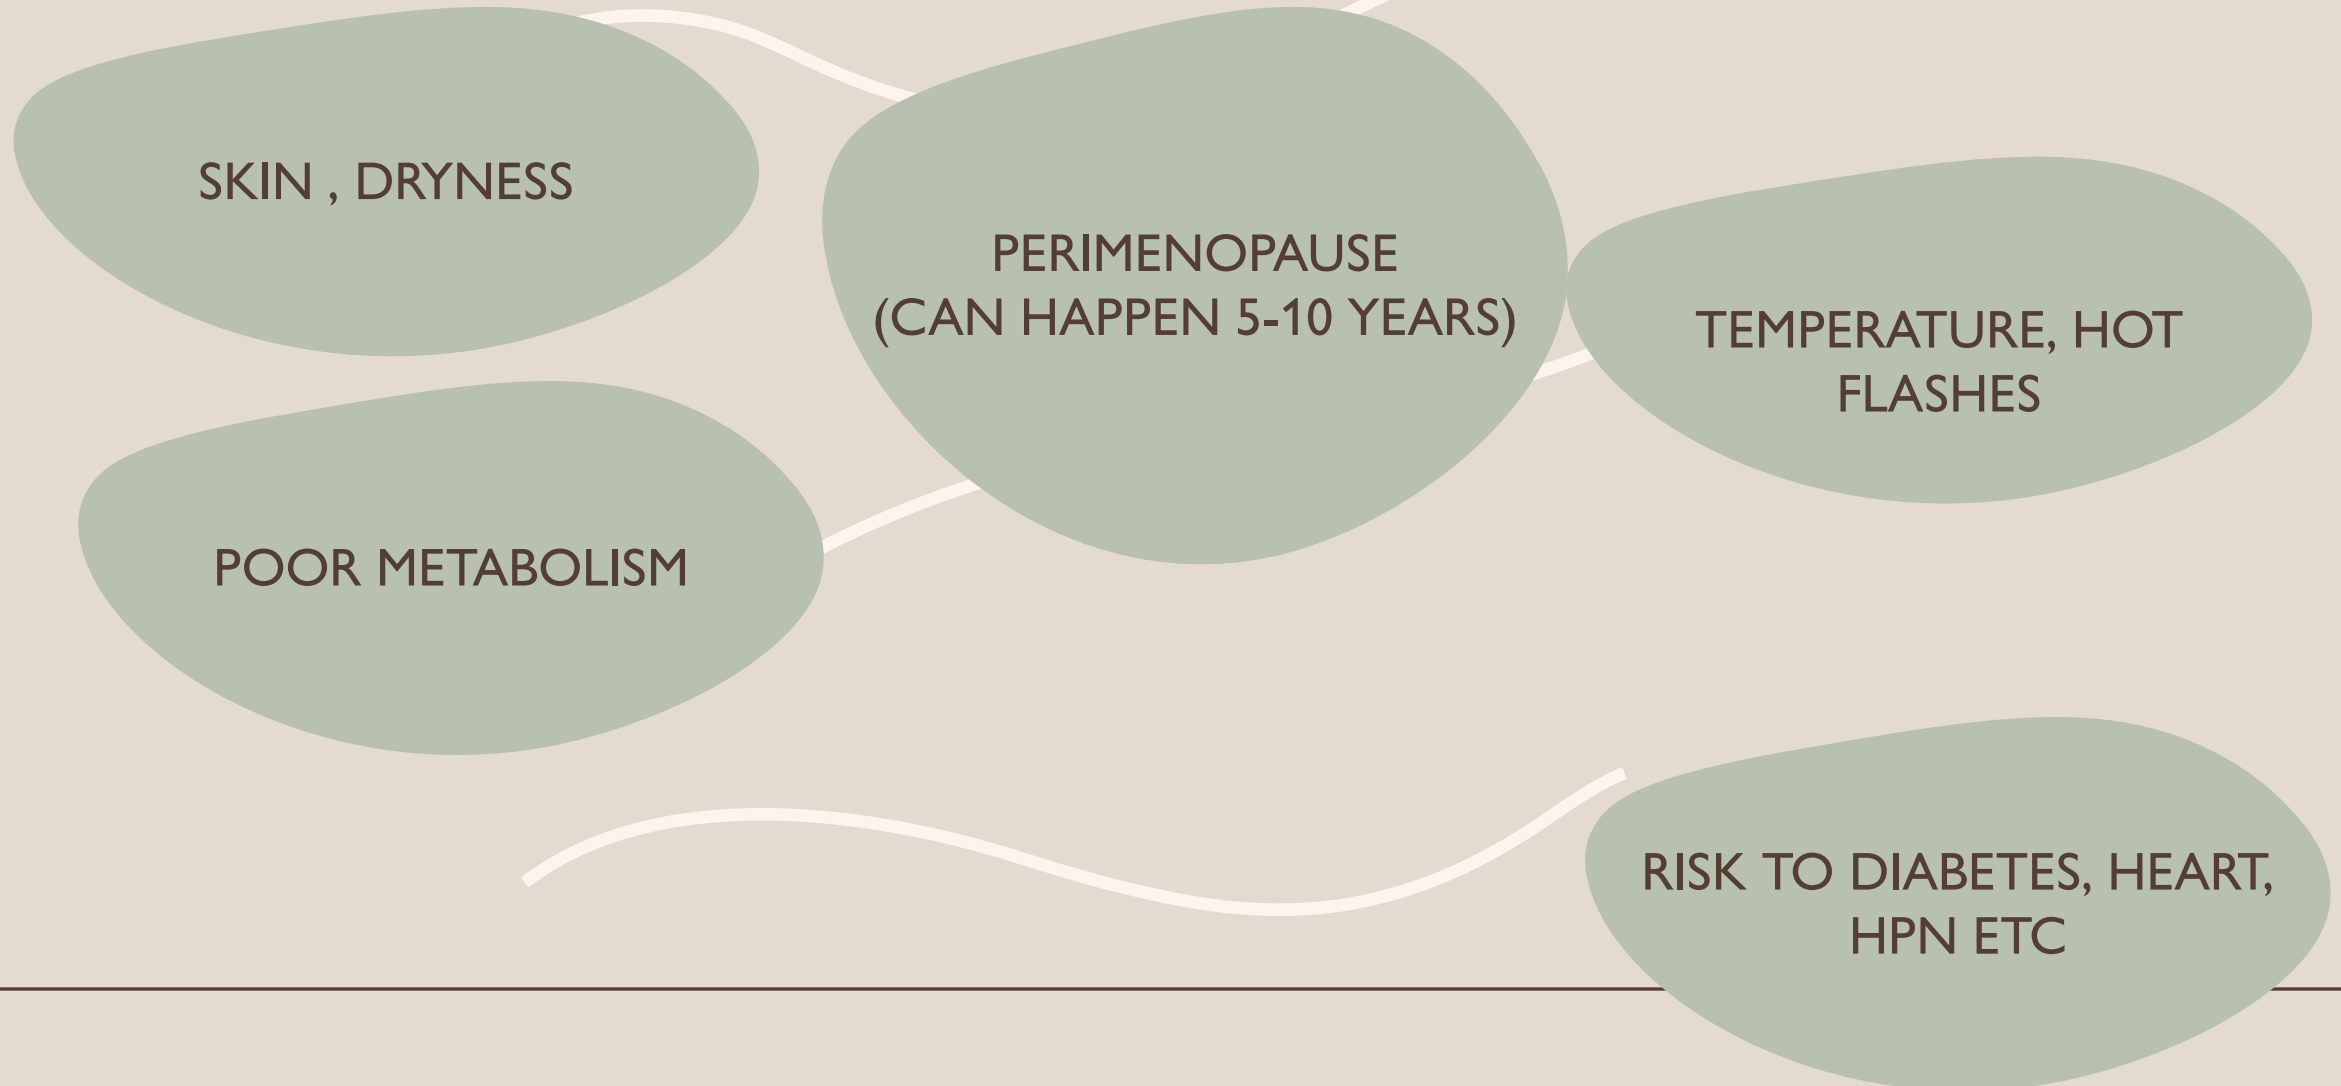 SKIN , DRYNESS
PERIMENOPAUSE
(CAN HAPPEN 5-10 YEARS)
TEMPERATURE, HOT
FLASHES
POOR METABOLISM
RISK TO DIABETES, HEART,
HPN ETC